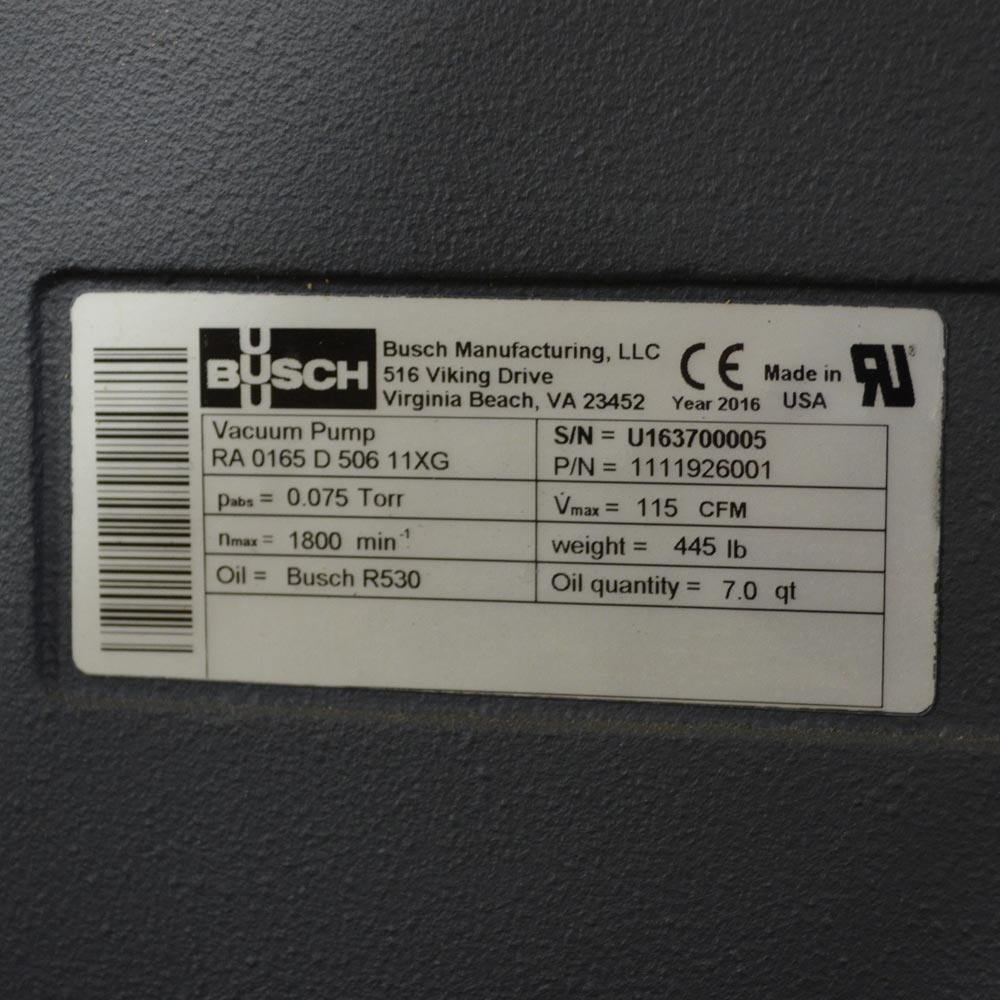 BUSCH
Busch Manufacturing, LLC
516 Viking Drive
Virginia Beach, VA 23452
CE
Year 2016
Made in
USA
RU®
Vacuum Pump
RA 0165 D 506 11XG
S/N = U163700005
P/N = 1111926001
pabs = 0.075 Torr
V̇max = 115 CFM
nmax = 1800 min-1
weight = 445 lb
Oil = Busch R530
Oil quantity = 7.0 qt